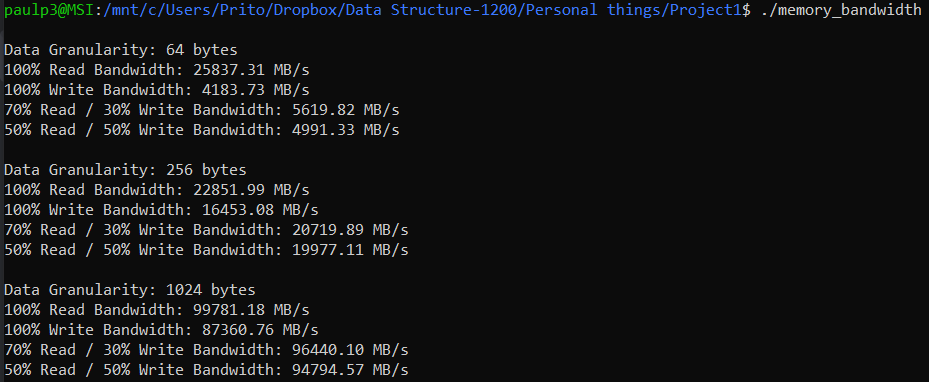 paulp3@MSI:/mnt/c/Users/Prito/Dropbox/Data Structure-1200/Personal things/Project1$ ./memory_bandwidth
Data Granularity: 64 bytes
100% Read Bandwidth: 25837.31 MB/s
100% Write Bandwidth: 4183.73 MB/s
70% Read / 30% Write Bandwidth: 5619.82 MB/s
50% Read / 50% Write Bandwidth: 4991.33 MB/s
Data Granularity: 256 bytes
100% Read Bandwidth: 22851.99 MB/s
100% Write Bandwidth: 16453.08 MB/s
70% Read / 30% Write Bandwidth: 20719.89 MB/s
50% Read / 50% Write Bandwidth: 19977.11 MB/s
Data Granularity: 1024 bytes
100% Read Bandwidth: 99781.18 MB/s
100% Write Bandwidth: 87360.76 MB/s
70% Read / 30% Write Bandwidth: 96440.10 MB/s
50% Read / 50% Write Bandwidth: 94794.57 MB/s